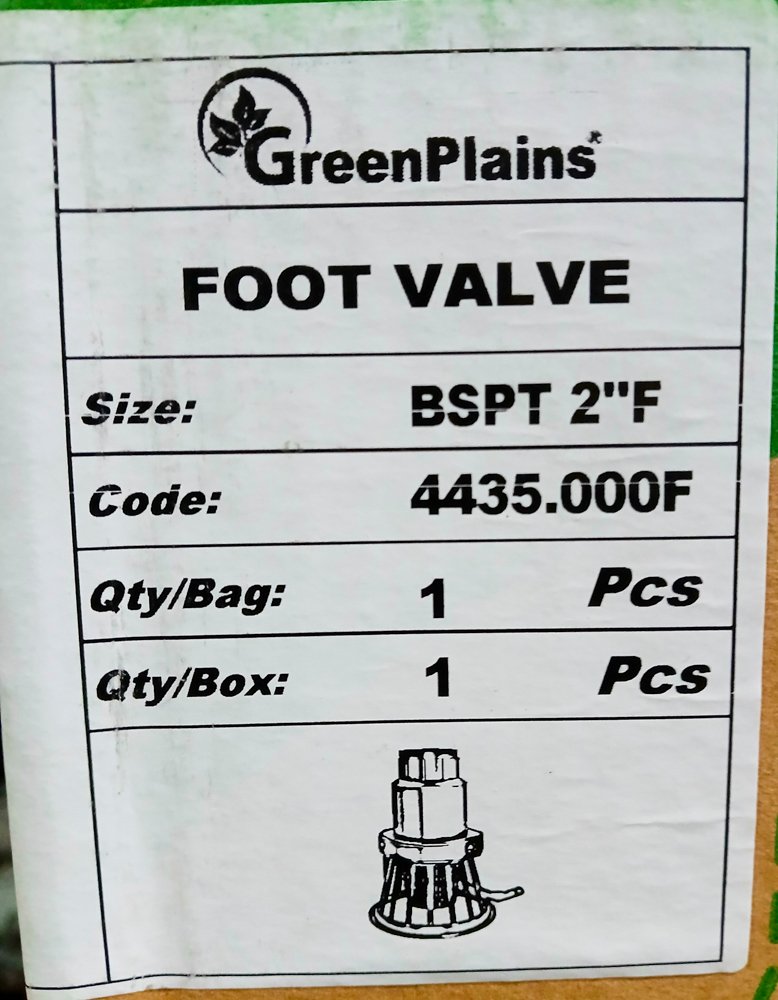 GreenPlains®
FOOT VALVE
Size: BSPT 2"F
Code: 4435.000F
Qty/Bag: 1 Pcs
Qty/Box: 1 Pcs